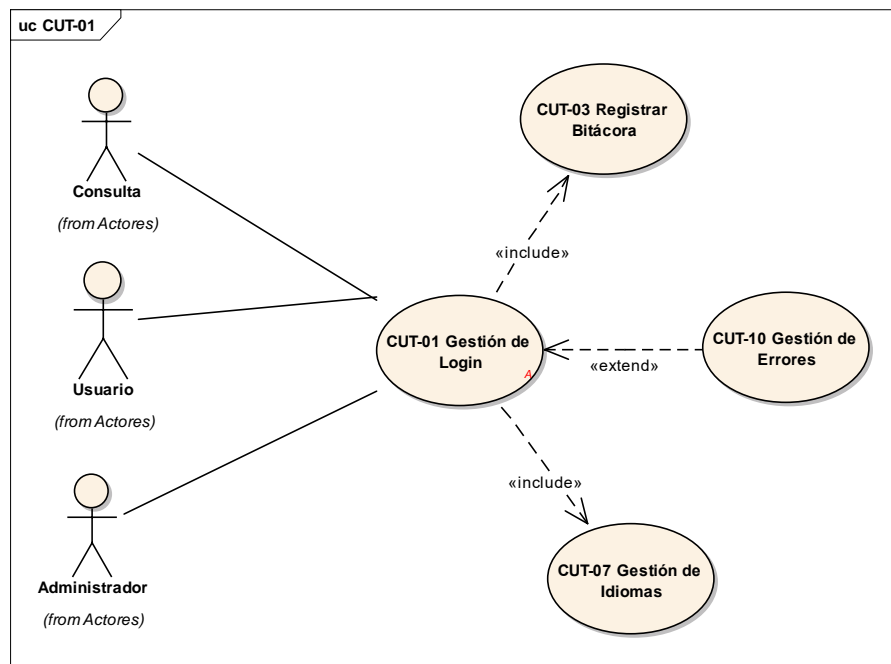 uc CUT-01
Consulta
(from Actores)
Usuario
(from Actores)
Administrador
(from Actores)
CUT-03 Registrar
Bitácora
«include»
CUT-01 Gestión de
Login
A
«extend»
CUT-10 Gestión de
Errores
«include»
CUT-07 Gestión de
Idiomas